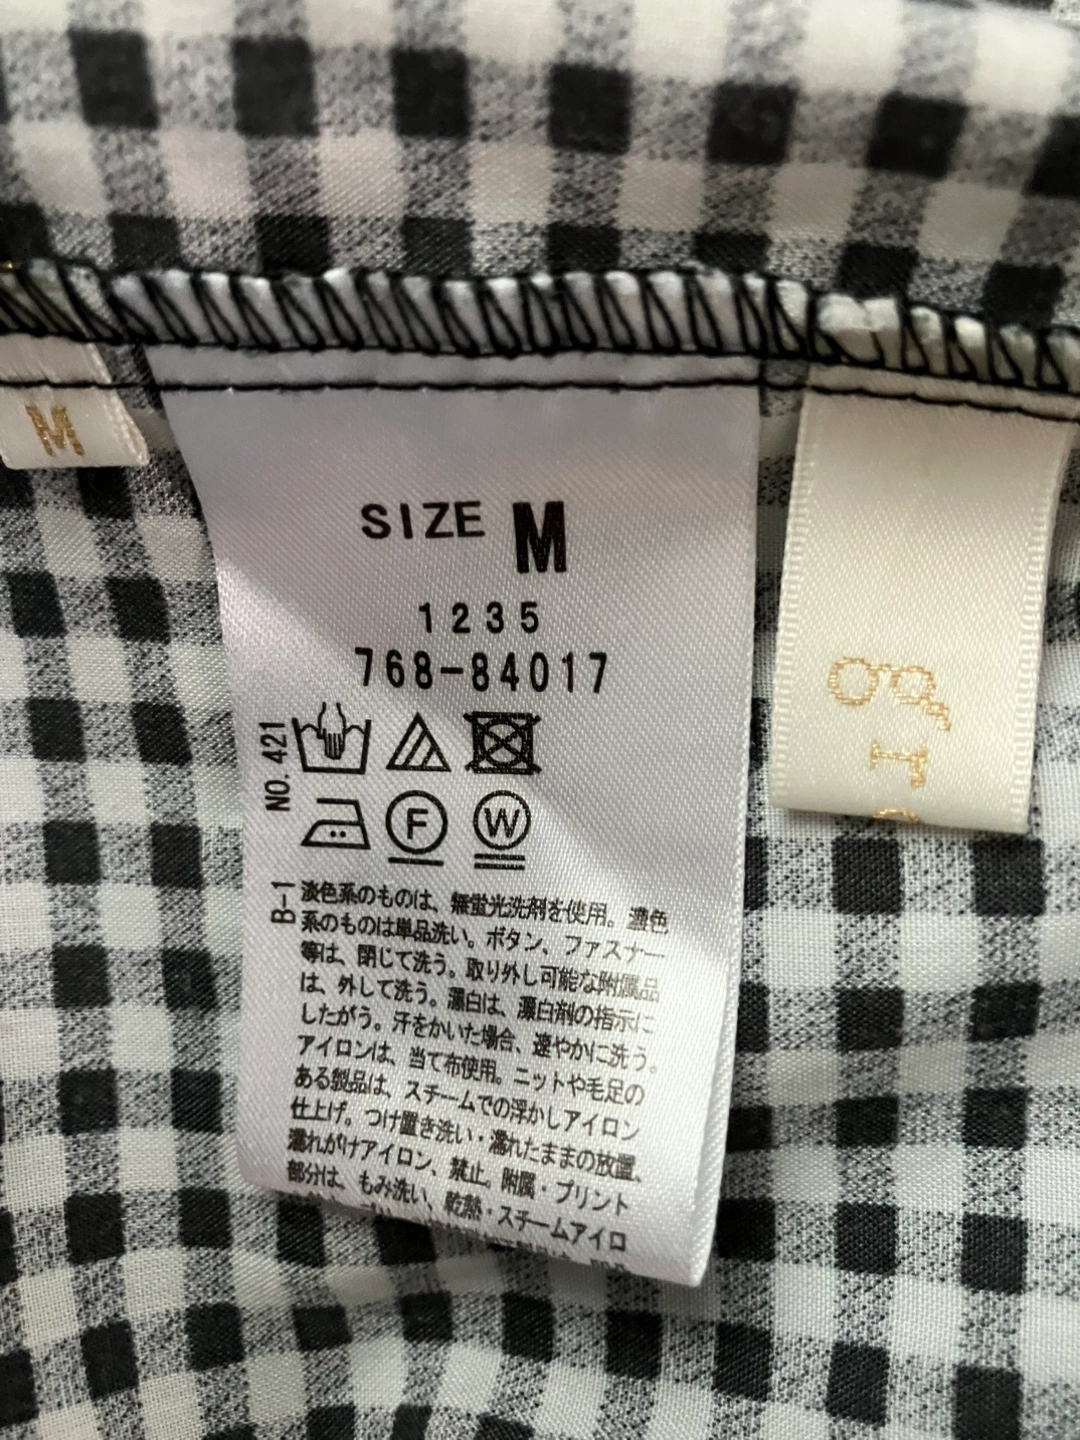 M
SIZE M
1235
768-84017
NO. 421
F
W
B-1
淡色系のものは、無蛍光洗剤を使用。濃色
系のものは単品洗い。ボタン、ファスナー
等は、閉じて洗う。取り外し可能な附属品
は、外して洗う。漂白は、漂白剤の指示に
したがう。汗をかいた場合、速やかに洗う。
アイロンは、当て布使用。ニットや毛足の
ある製品は、スチームでの浮かしアイロン
仕上げ。つけ置き洗い・濡れたままの放置、
濡れがけアイロン、禁止。附属・プリント
部分は、もみ洗い、乾熱・スチームアイロ